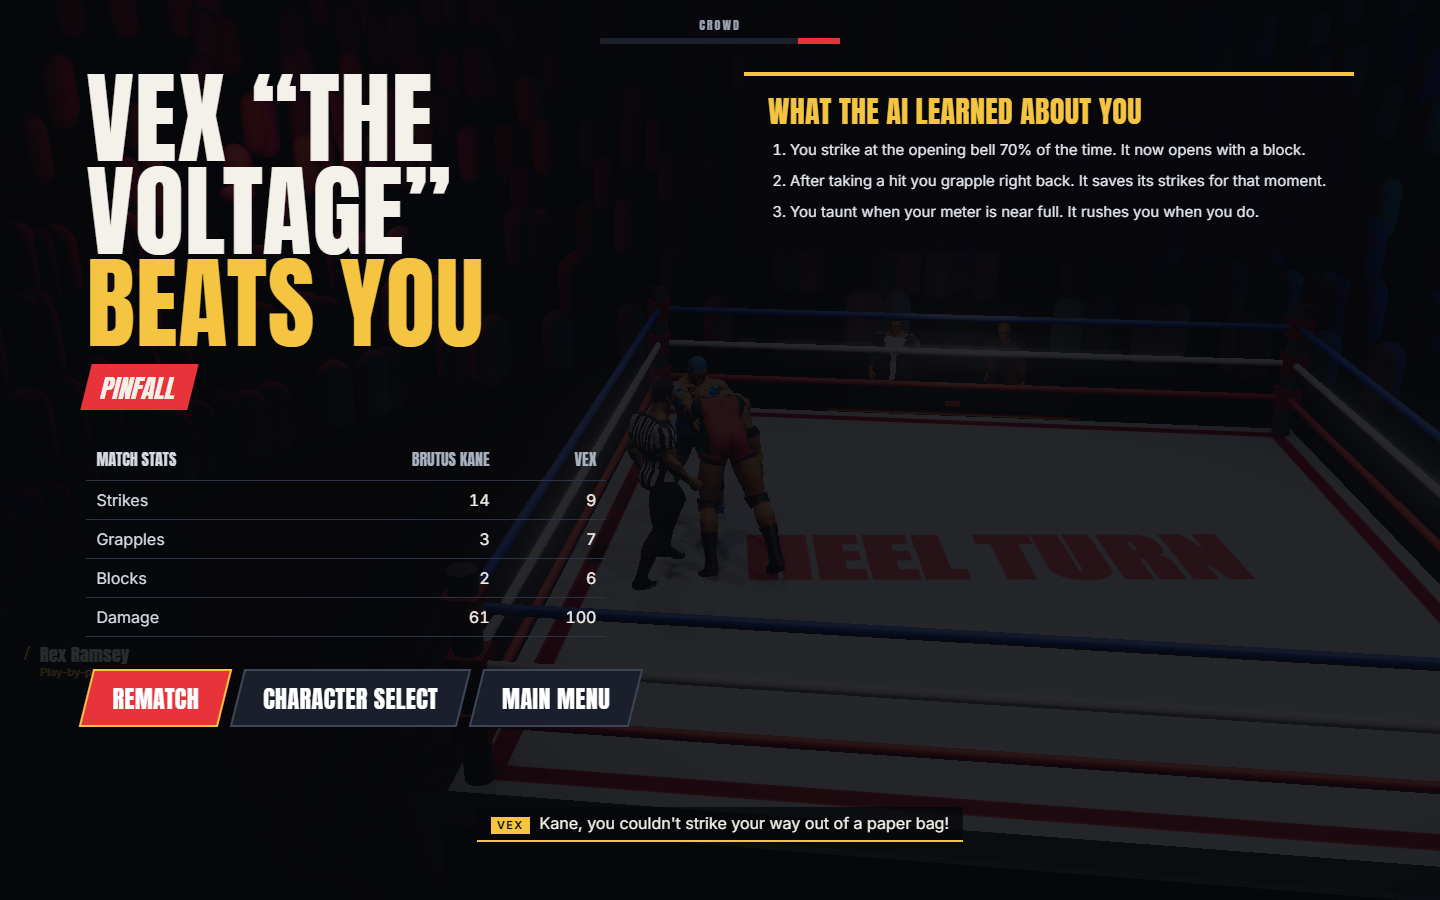 CROWD
VEX “THE
VOLTAGE”
BEATS YOU
PINFALL
WHAT THE AI LEARNED ABOUT YOU
1. You strike at the opening bell 70% of the time. It now opens with a block.
2. After taking a hit you grapple right back. It saves its strikes for that moment.
3. You taunt when your meter is near full. It rushes you when you do.
MATCH STATS BRUTUS KANE VEX
Strikes 14 9
Grapples 3 7
Blocks 2 6
Damage 61 100
HEEL TURN
/ Rex Ramsey
Play-by-
REMATCH CHARACTER SELECT MAIN MENU
VEX Kane, you couldn't strike your way out of a paper bag!